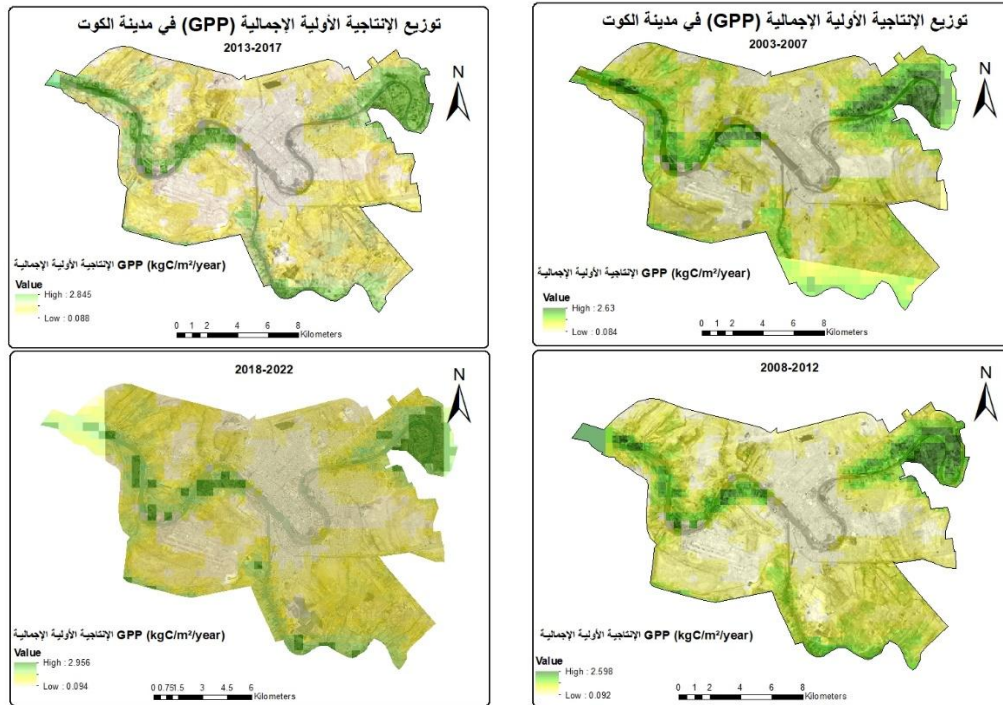 توزيع الإنتاجية الأولية الإجمالية (GPP) في مدينة الكوت
2003-2007
N
الإنتاجية الأولية الإجمالية GPP (kgC/m²/year)
Value
High : 2.63
Low : 0.084
0 1 2 4 6 8
Kilometers
توزيع الإنتاجية الأولية الإجمالية (GPP) في مدينة الكوت
2013-2017
N
الإنتاجية الأولية الإجمالية GPP (kgC/m²/year)
Value
High : 2.845
Low : 0.088
0 1 2 4 6 8
Kilometers
2008-2012
N
الإنتاجية الأولية الإجمالية GPP (kgC/m²/year)
Value
High : 2.598
Low : 0.092
0 1 2 4 6 8
Kilometers
2018-2022
N
الإنتاجية الأولية الإجمالية GPP (kgC/m²/year)
Value
High : 2.956
Low : 0.094
0 0.75 1.5 3 4.5 6
Kilometers